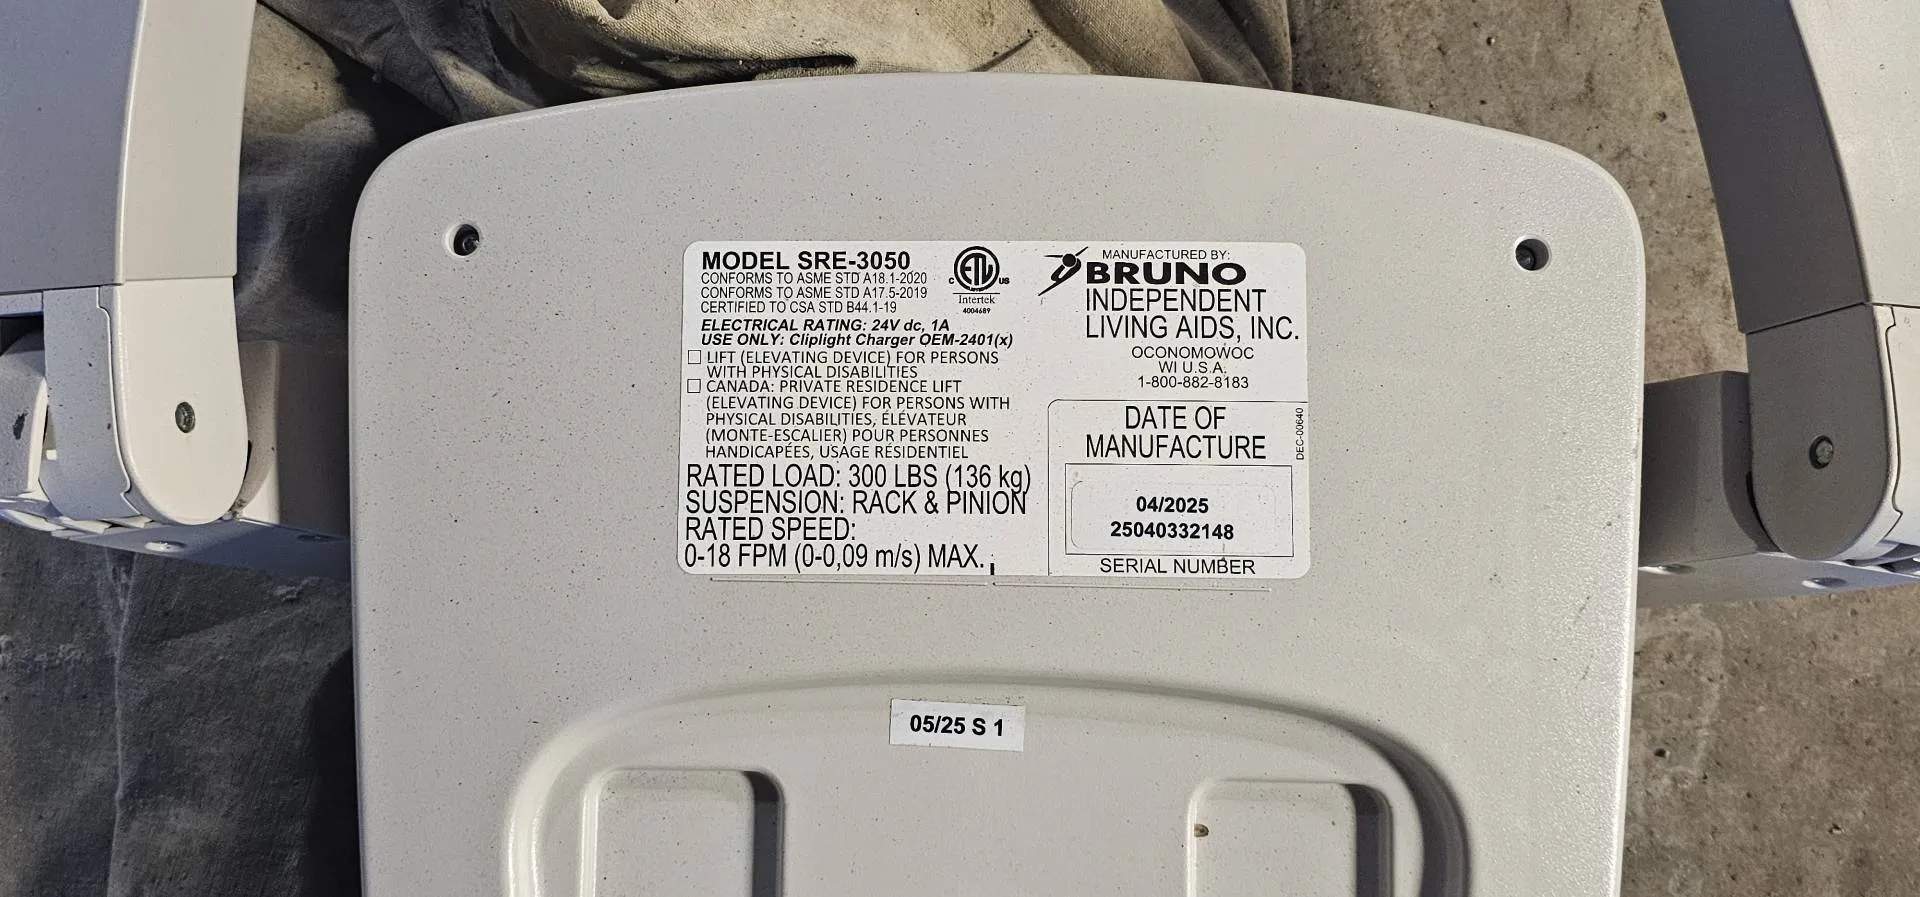 MODEL SRE-3050
CONFORMS TO ASME STD A18.1-2020
CONFORMS TO ASME STD A17.5-2019
CERTIFIED TO CSA STD B44.1-19
C ETL US
Intertek
4004689
ELECTRICAL RATING: 24V dc, 1A
USE ONLY: Cliplight Charger OEM-2401(x)
LIFT (ELEVATING DEVICE) FOR PERSONS
WITH PHYSICAL DISABILITIES
CANADA: PRIVATE RESIDENCE LIFT
(ELEVATING DEVICE) FOR PERSONS WITH
PHYSICAL DISABILITIES, ÉLÉVATEUR
(MONTE-ESCALIER) POUR PERSONNES
HANDICAPÉES, USAGE RÉSIDENTIEL
RATED LOAD: 300 LBS (136 kg)
SUSPENSION: RACK & PINION
RATED SPEED:
0-18 FPM (0-0,09 m/s) MAX.
MANUFACTURED BY:
BRUNO
INDEPENDENT
LIVING AIDS, INC.
OCONOMOWOC
WI U.S.A.
1-800-882-8183
DATE OF
MANUFACTURE
04/2025
25040332148
SERIAL NUMBER
DEC-00640
05/25 S 1